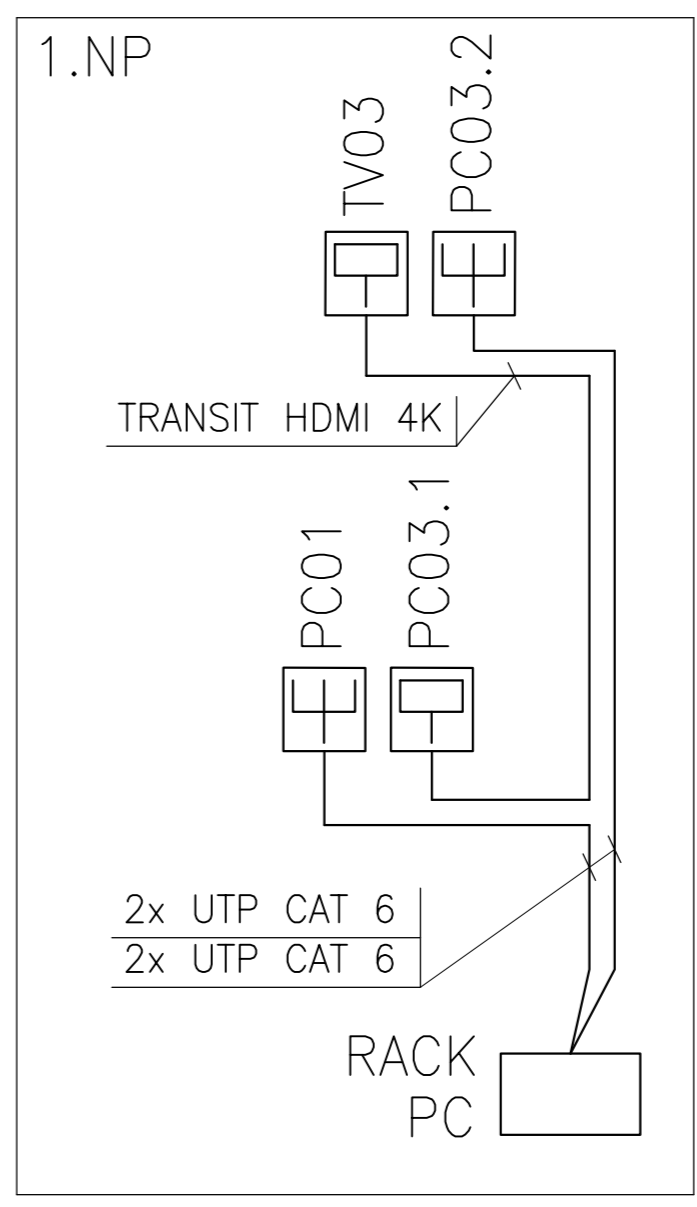 1.NP
TV03
PC03.2
TRANSIT HDMI 4K
PC01
PC03.1
2x UTP CAT 6
2x UTP CAT 6
RACK
PC